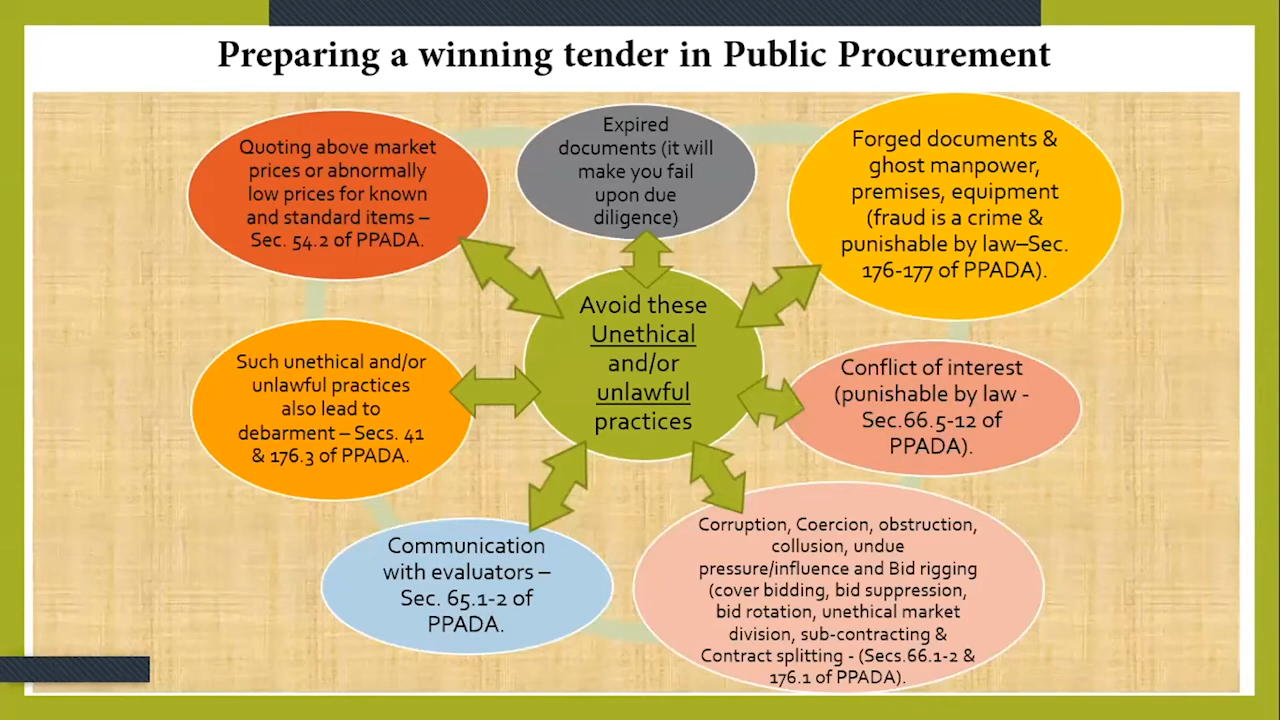 Preparing a winning tender in Public Procurement
Quoting above market
prices or abnormally
low prices for known
and standard items –
Sec. 54.2 of PPADA.
Expired
documents (it will
make you fail
upon due
diligence)
Forged documents &
ghost manpower,
premises, equipment
(fraud is a crime &
punishable by law–Sec.
176-177 of PPADA).
Avoid these
Unethical
and/or
unlawful
practices
Such unethical and/or
unlawful practices
also lead to
debarment – Secs. 41
& 176.3 of PPADA.
Conflict of interest
(punishable by law -
Sec.66.5-12 of
PPADA).
Communication
with evaluators –
Sec. 65.1-2 of
PPADA.
Corruption, Coercion, obstruction,
collusion, undue
pressure/influence and Bid rigging
(cover bidding, bid suppression,
bid rotation, unethical market
division, sub-contracting &
Contract splitting - (Secs.66.1-2 &
176.1 of PPADA).